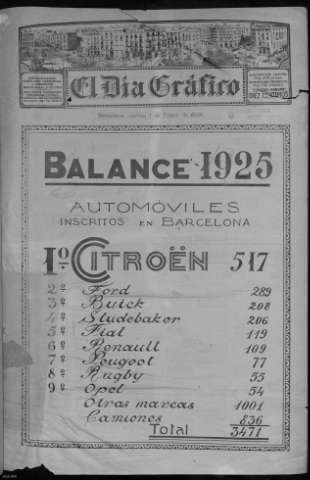 El Dia Gráfico
DIEZ CENTIMOS
BALANCE-1925
AUTOMÓVILES
INSCRITOS EN BARCELONA
1º CITROËN 517
2º Ford 289
3º Buick 208
4º Studebaker 206
5º Fiat 119
6º Renault 109
7º Peugeot 77
8º Rugby 55
9º Opel 54
Otras marcas 1001
Camiones 836
Total 3471